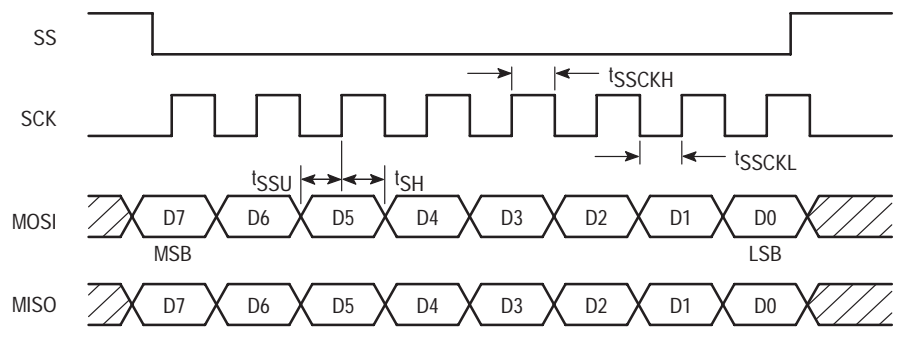 SS
tSSCKH
SCK
tSSCKL
tSSU tSH
MOSI D7 D6 D5 D4 D3 D2 D1 D0
MSB LSB
MISO D7 D6 D5 D4 D3 D2 D1 D0